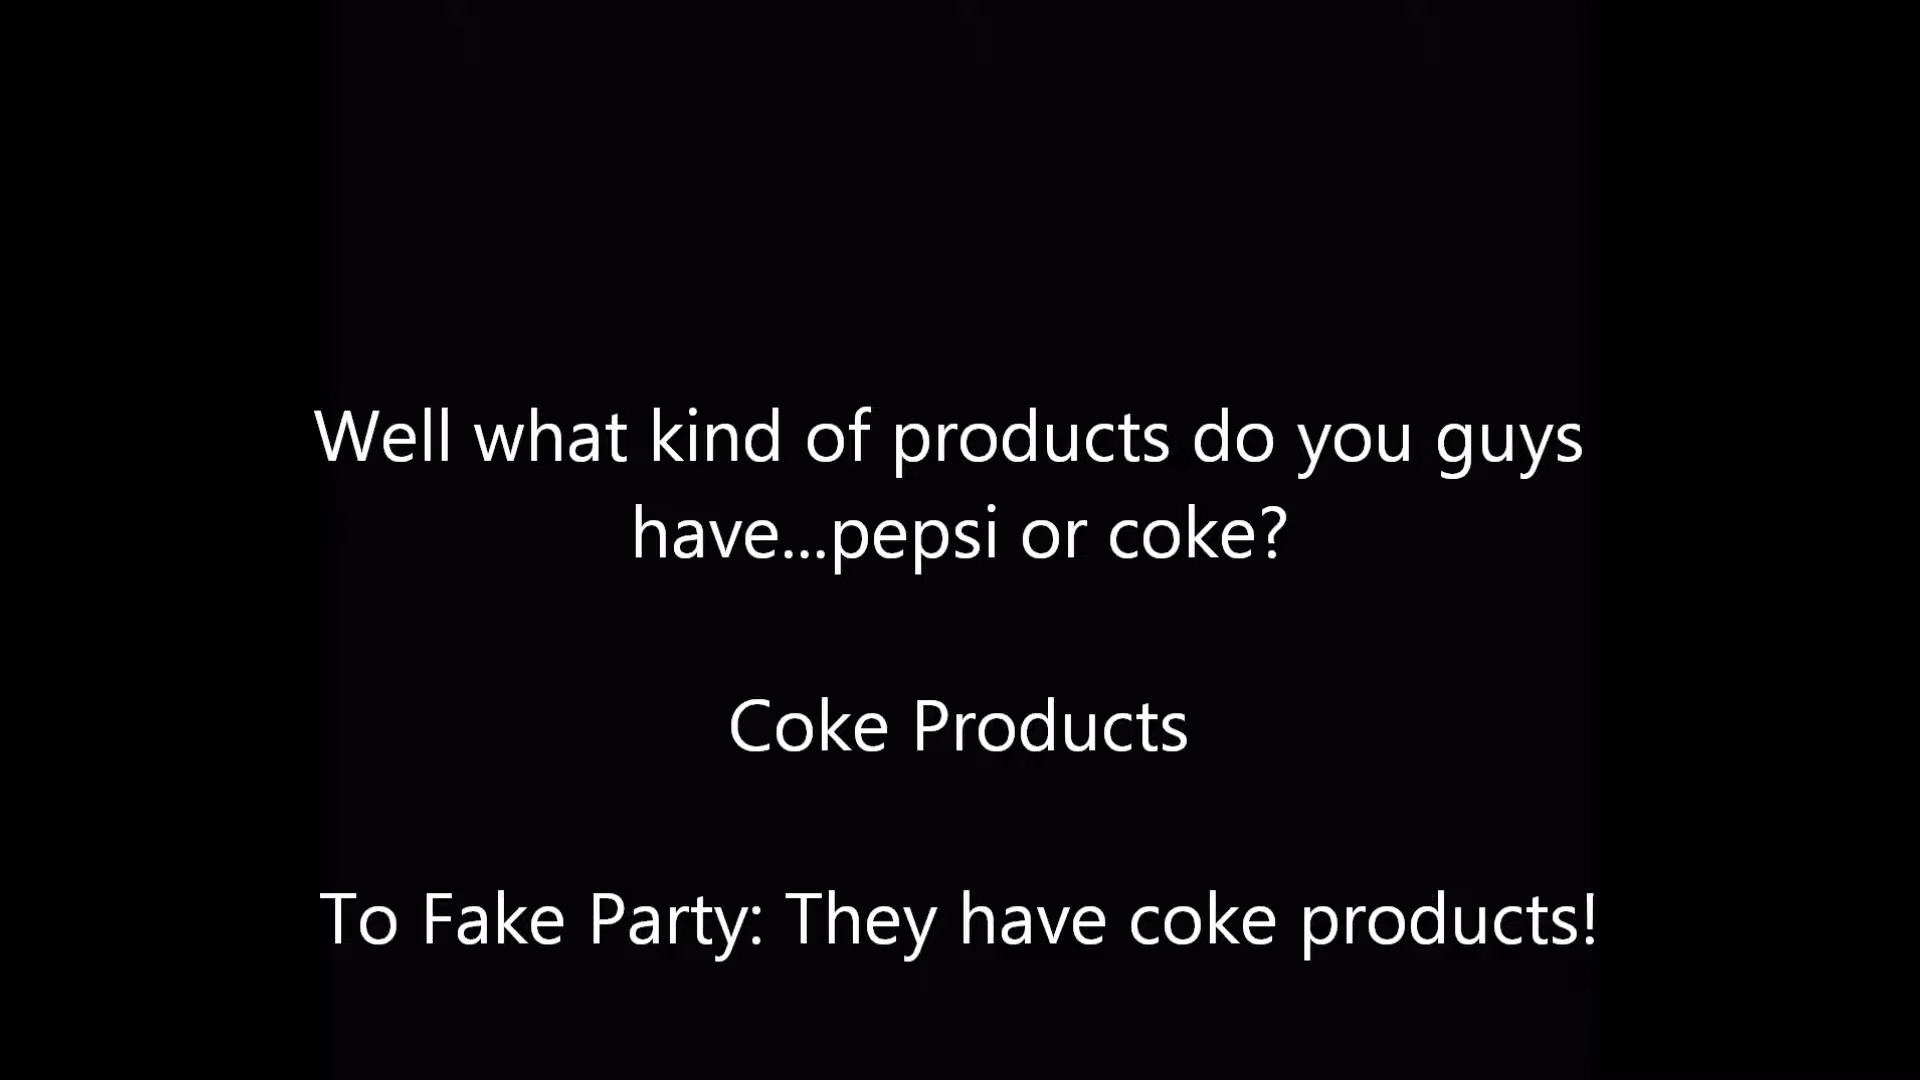 Well what kind of products do you guys
have...pepsi or coke?
Coke Products
To Fake Party: They have coke products!